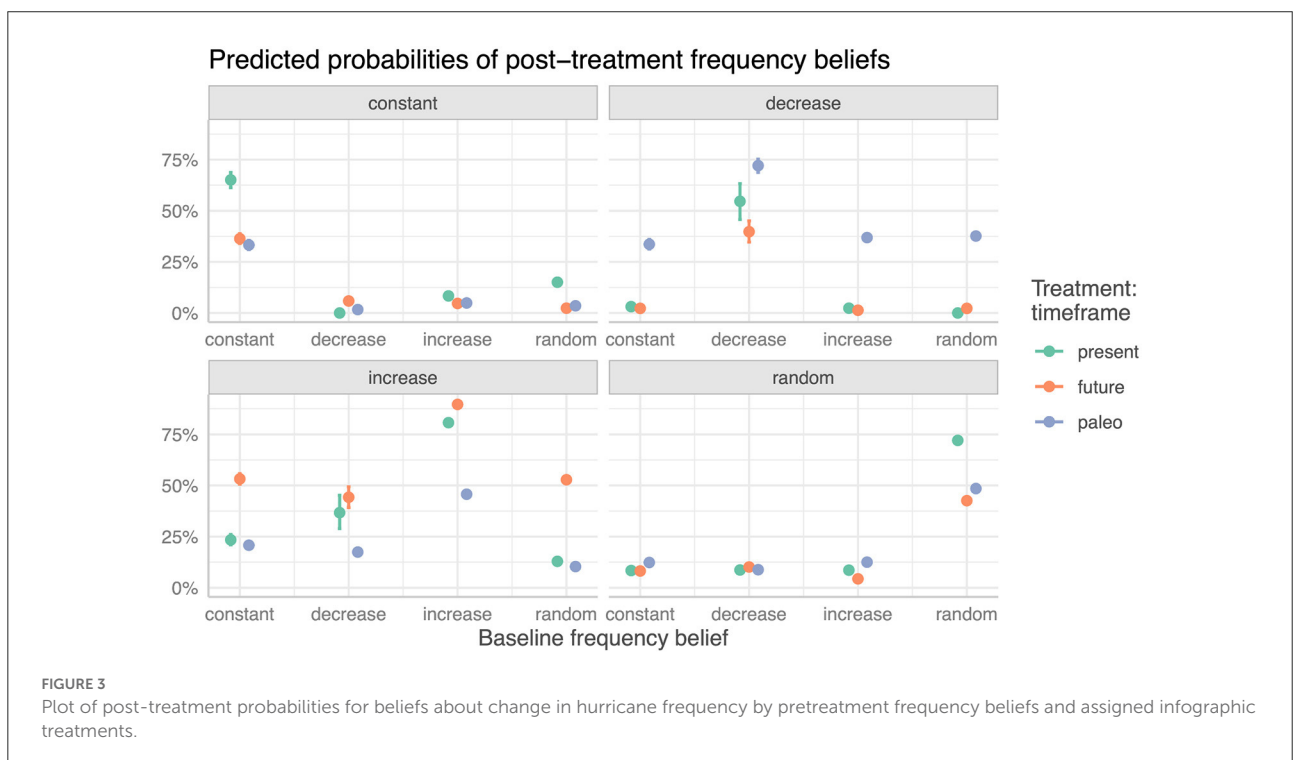 Predicted probabilities of post−treatment frequency beliefs
constant
decrease
75%
50%
25%
0%
constant decrease increase random constant decrease increase random
increase
random
75%
50%
25%
0%
constant decrease increase random constant decrease increase random
Baseline frequency belief
Treatment:
timeframe
present
future
paleo
FIGURE 3
Plot of post-treatment probabilities for beliefs about change in hurricane frequency by pretreatment frequency beliefs and assigned infographic
treatments.